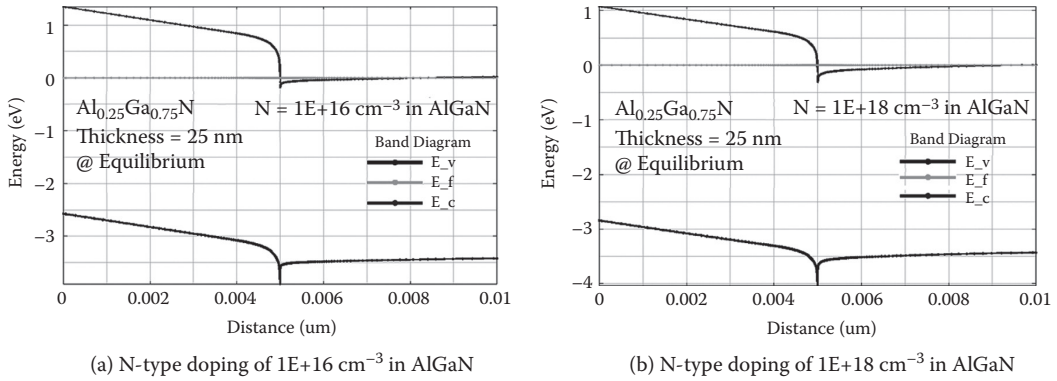 Energy (eV)
1
0
−1
−2
−3
Al0.25Ga0.75N
Thickness = 25 nm
@ Equilibrium
N = 1E+16 cm−3 in AlGaN
Band Diagram
E_v
E_f
E_c
0
0.002
0.004
0.006
0.008
0.01
Distance (um)
(a) N-type doping of 1E+16 cm−3 in AlGaN
Energy (eV)
1
0
−1
−2
−3
−4
Al0.25Ga0.75N
Thickness = 25 nm
@ Equilibrium
N = 1E+18 cm−3 in AlGaN
Band Diagram
E_v
E_f
E_c
0
0.002
0.004
0.006
0.008
0.01
Distance (um)
(b) N-type doping of 1E+18 cm−3 in AlGaN